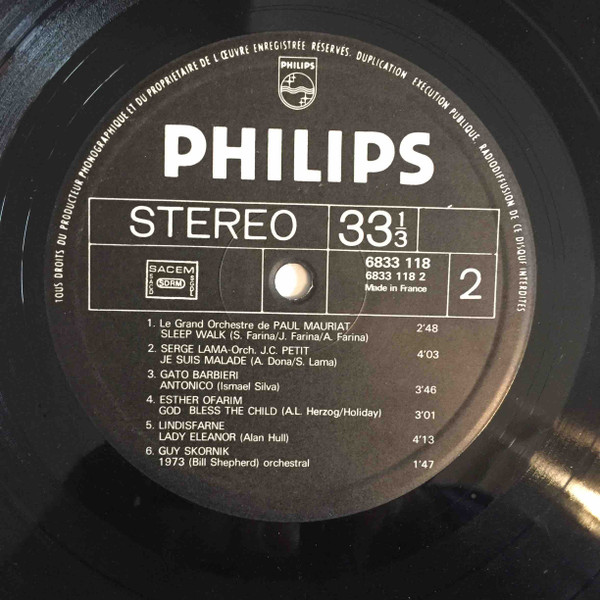 TOUS DROITS DU PRODUCTEUR PHONOGRAPHIQUE ET DU PROPRIÉTAIRE DE L'ŒUVRE ENREGISTRÉE RÉSERVÉS. DUPLICATION EXÉCUTION PUBLIQUE, RADIODIFFUSION DE CE DISQUE INTERDITES
PHILIPS
PHILIPS
STEREO
33 1/3
6833 118
6833 118 2
Made in France
SACEM
SACD
SDRM
SGDL
2
1. Le Grand Orchestre de PAUL MAURIAT
SLEEP WALK (S. Farina/J. Farina/A. Farina) 2'48
2. SERGE LAMA-Orch. J.C. PETIT
JE SUIS MALADE (A. Dona/S. Lama) 4'03
3. GATO BARBIERI
ANTONICO (Ismael Silva) 3'46
4. ESTHER OFARIM
GOD BLESS THE CHILD (A.L. Herzog/Holiday) 3'01
5. LINDISFARNE
LADY ELEANOR (Alan Hull) 4'13
6. GUY SKORNIK
1973 (Bill Shepherd) orchestral 1'47